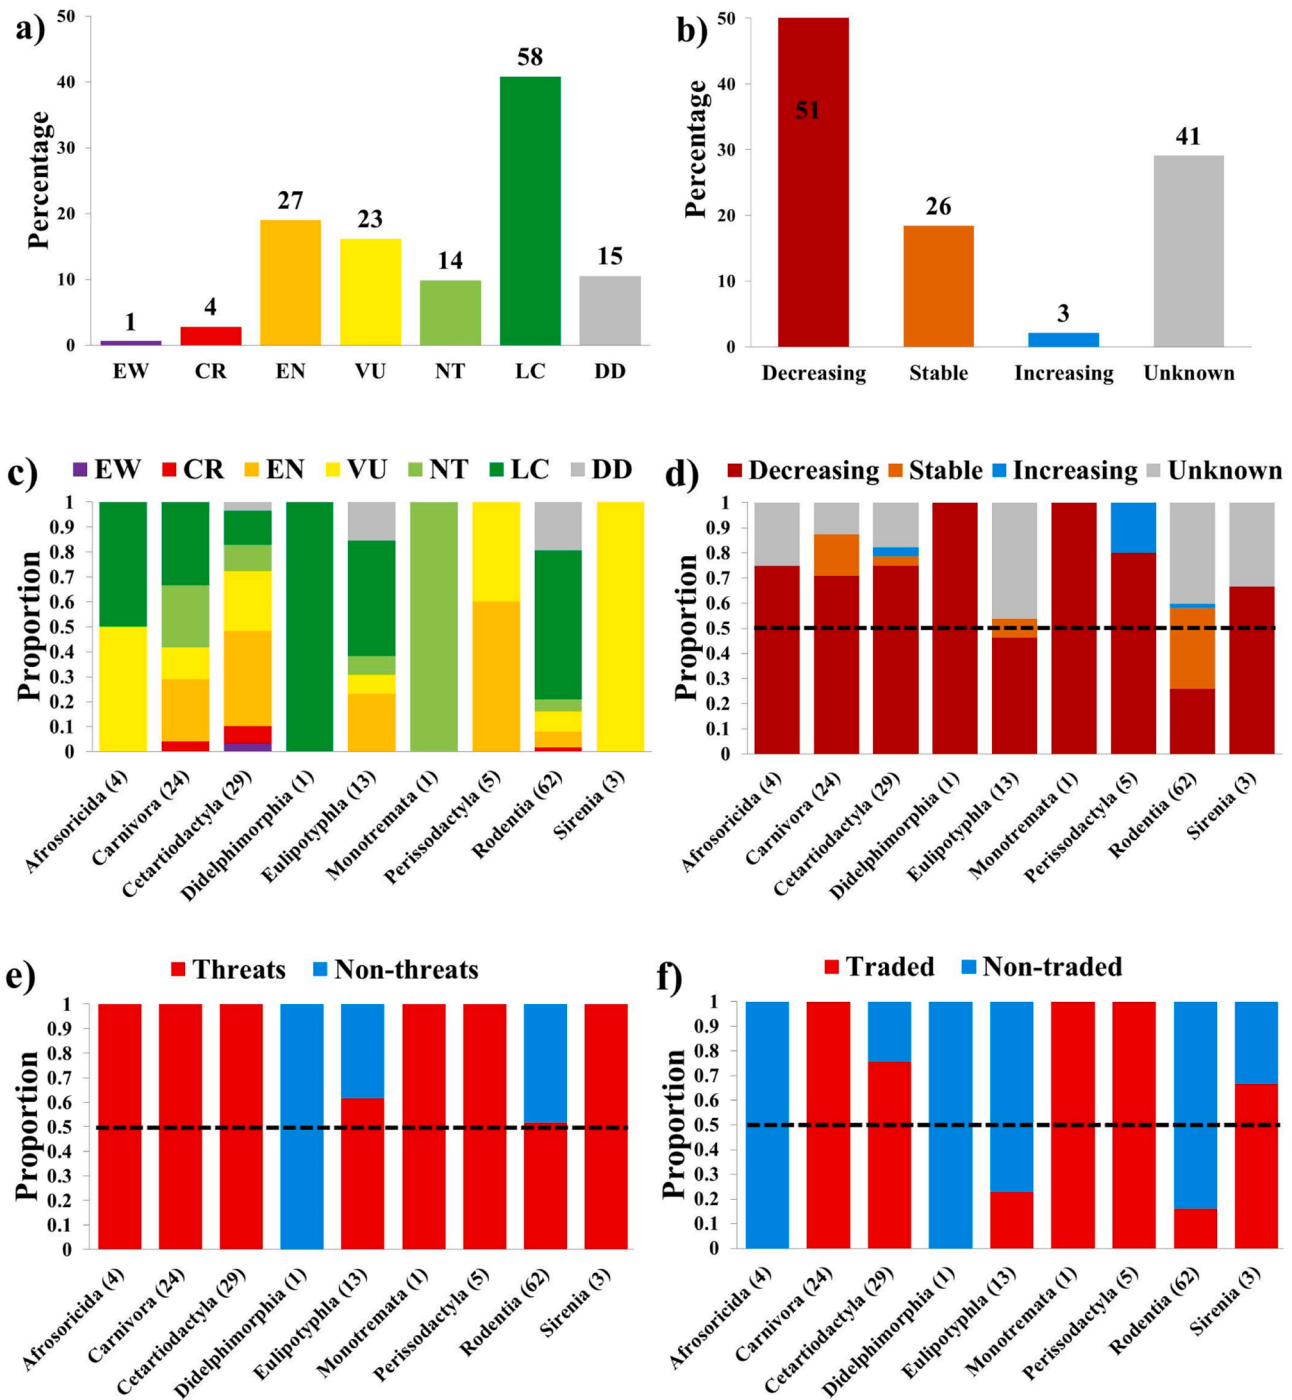 a)
Percentage
50
40
30
20
10
0
1
4
27
23
14
58
15
EW CR EN VU NT LC DD
b)
Percentage
50
40
30
20
10
0
51
26
3
41
Decreasing Stable Increasing Unknown
c)
EW CR EN VU NT LC DD
Proportion
1
0.9
0.8
0.7
0.6
0.5
0.4
0.3
0.2
0.1
0
Afrosoricida (4)
Carnivora (24)
Cetartiodactyla (29)
Didelphimorphia (1)
Eulipotyphla (13)
Monotremata (1)
Perissodactyla (5)
Rodentia (62)
Sirenia (3)
d)
Decreasing Stable Increasing Unknown
Proportion
1
0.9
0.8
0.7
0.6
0.5
0.4
0.3
0.2
0.1
0
Afrosoricida (4)
Carnivora (24)
Cetartiodactyla (29)
Didelphimorphia (1)
Eulipotyphla (13)
Monotremata (1)
Perissodactyla (5)
Rodentia (62)
Sirenia (3)
e)
Threats Non-threats
Proportion
1
0.9
0.8
0.7
0.6
0.5
0.4
0.3
0.2
0.1
0
Afrosoricida (4)
Carnivora (24)
Cetartiodactyla (29)
Didelphimorphia (1)
Eulipotyphla (13)
Monotremata (1)
Perissodactyla (5)
Rodentia (62)
Sirenia (3)
f)
Traded Non-traded
Proportion
1
0.9
0.8
0.7
0.6
0.5
0.4
0.3
0.2
0.1
0
Afrosoricida (4)
Carnivora (24)
Cetartiodactyla (29)
Didelphimorphia (1)
Eulipotyphla (13)
Monotremata (1)
Perissodactyla (5)
Rodentia (62)
Sirenia (3)